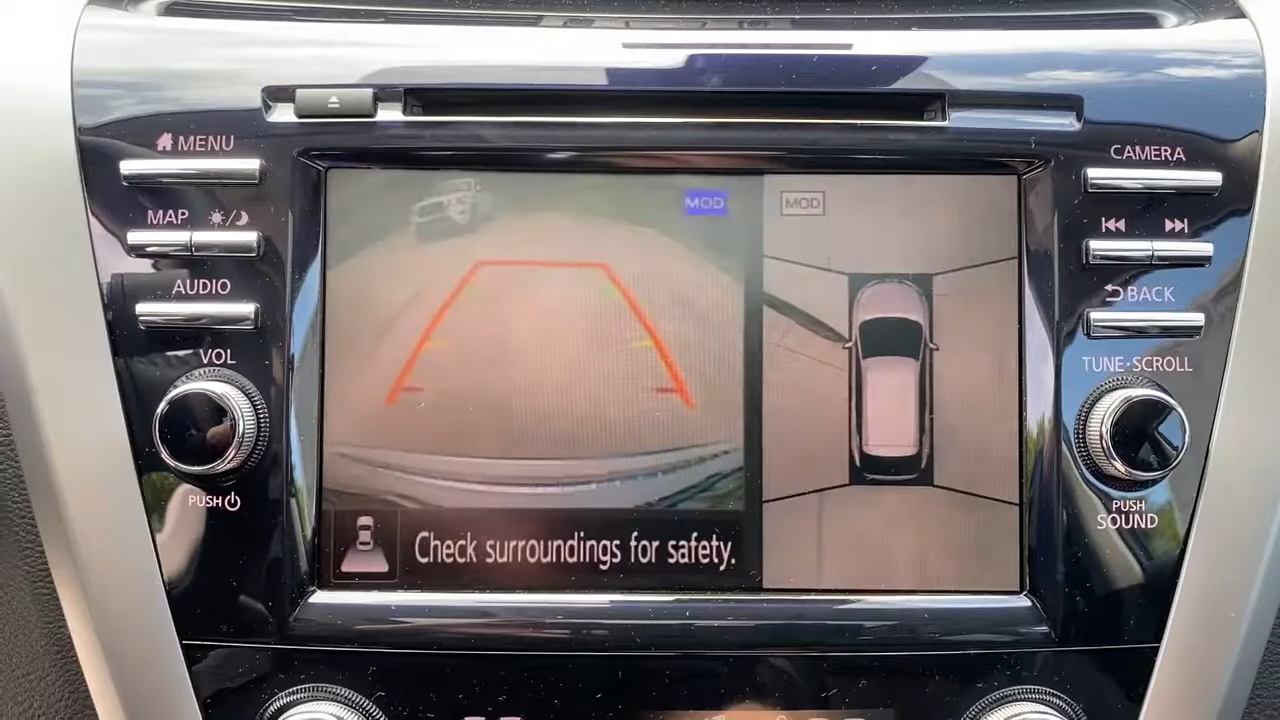 MENU
MAP
AUDIO
VOL
PUSH
MOD
MOD
Check surroundings for safety.
CAMERA
BACK
TUNE·SCROLL
PUSH
SOUND